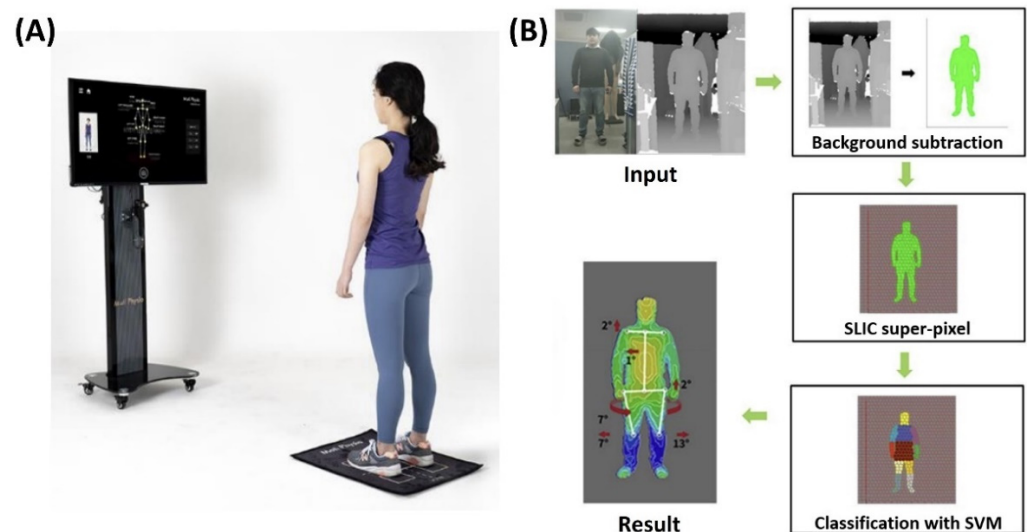 (A)
(B)
Input
Background subtraction
SLIC super-pixel
Classification with SVM
2°
1°
2°
7°
7°
13°
Result